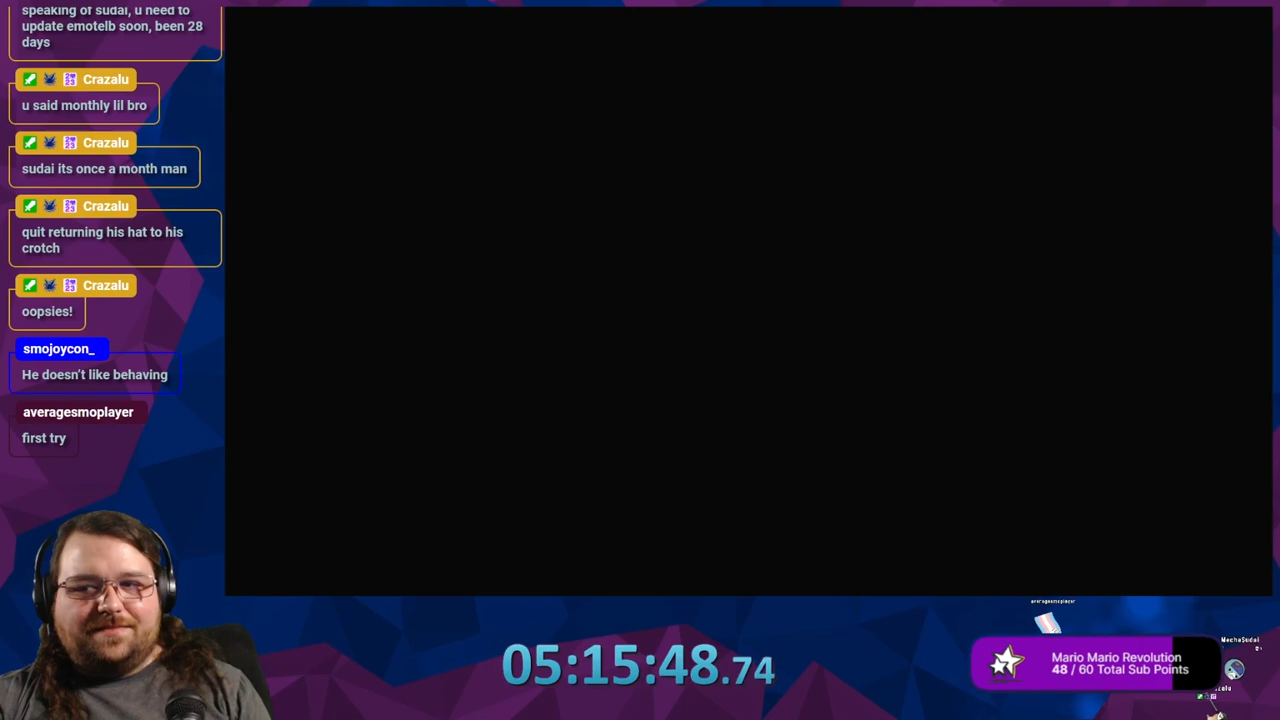 speaking of sudai, u need to
update emotelb soon, been 28
days
Crazalu
u said monthly lil bro
Crazalu
sudai its once a month man
Crazalu
quit returning his hat to his
crotch
Crazalu
oopsies!
smojoycon_
He doesn't like behaving
averagesmoplayer
first try
05:15:48.74
averagesmoplayer
Mario Mario Revolution
48 / 60 Total Sub Points
MechaSudai